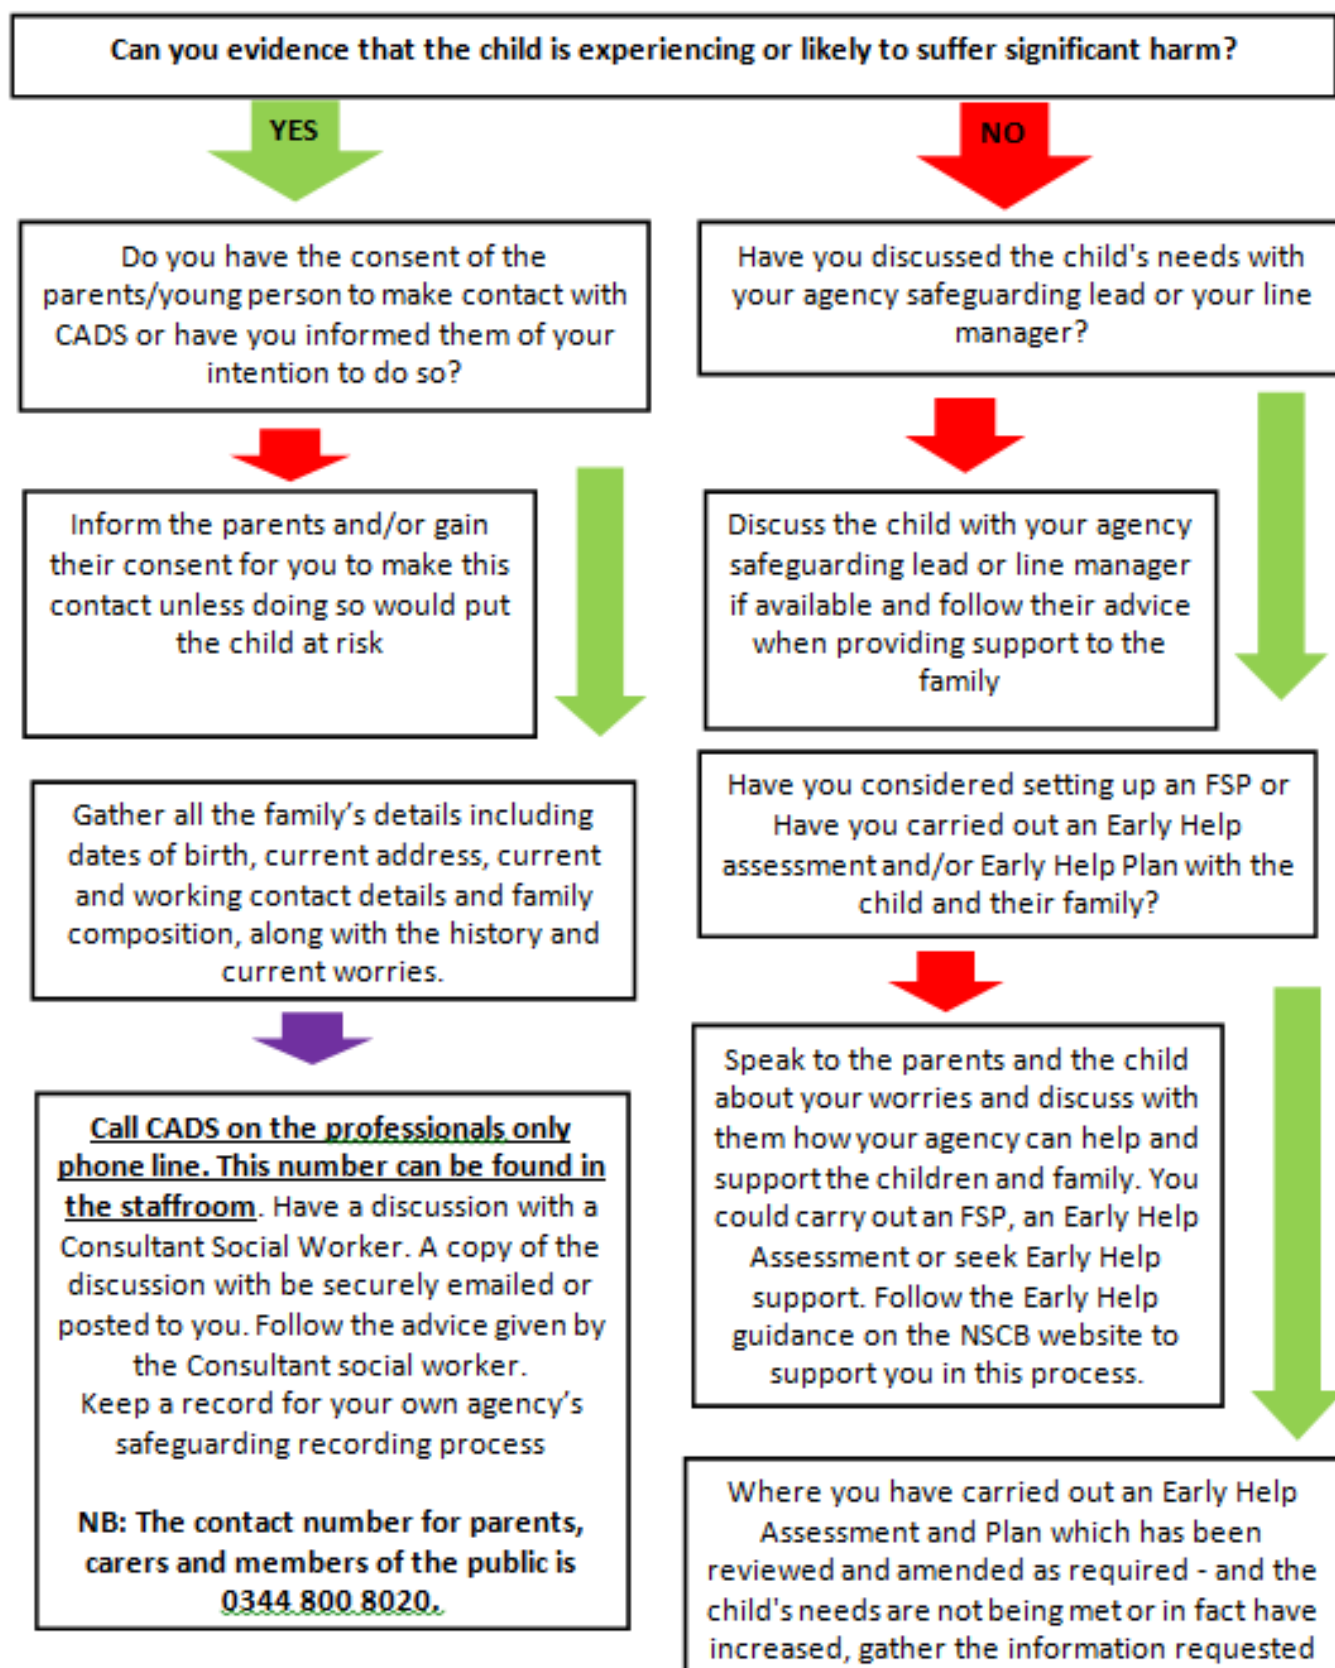 Can you evidence that the child is experiencing or likely to suffer significant harm?
YES
NO
Do you have the consent of the
parents/young person to make contact with
CADS or have you informed them of your
intention to do so?
Have you discussed the child's needs with
your agency safeguarding lead or your line
manager?
Inform the parents and/or gain
their consent for you to make this
contact unless doing so would put
the child at risk
Discuss the child with your agency
safeguarding lead or line manager
if available and follow their advice
when providing support to the
family
Gather all the family’s details including
dates of birth, current address, current
and working contact details and family
composition, along with the history and
current worries.
Have you considered setting up an FSP or
Have you carried out an Early Help
assessment and/or Early Help Plan with the
child and their family?
Call CADS on the professionals only
phone line. This number can be found in
the staffroom. Have a discussion with a
Consultant Social Worker. A copy of the
discussion with be securely emailed or
posted to you. Follow the advice given by
the Consultant social worker.
Keep a record for your own agency’s
safeguarding recording process
NB: The contact number for parents,
carers and members of the public is
0344 800 8020.
Speak to the parents and the child
about your worries and discuss with
them how your agency can help and
support the children and family. You
could carry out an FSP, an Early Help
Assessment or seek Early Help
support. Follow the Early Help
guidance on the NSCB website to
support you in this process.
Where you have carried out an Early Help
Assessment and Plan which has been
reviewed and amended as required - and the
child's needs are not being met or in fact have
increased, gather the information requested